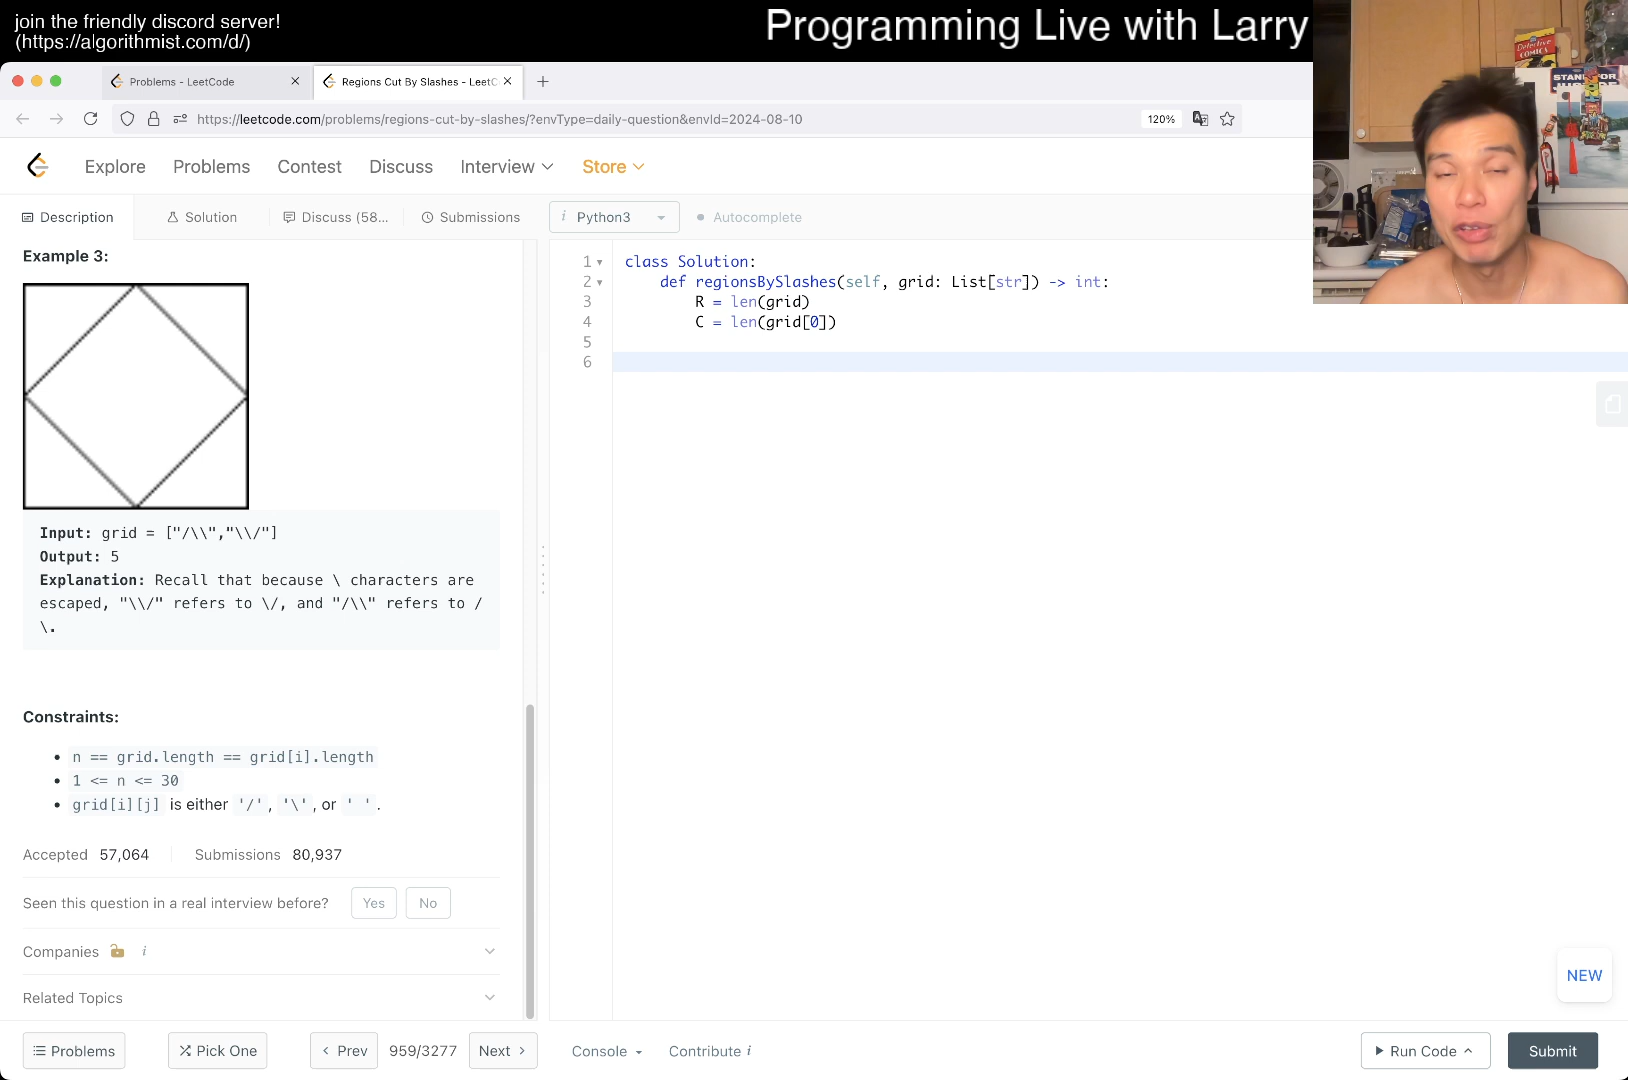 join the friendly discord server!
(https://algorithmist.com/d/)
Programming Live with Larry
Problems - LeetCode
Regions Cut By Slashes - LeetC
https://leetcode.com/problems/regions-cut-by-slashes/?envType=daily-question&envId=2024-08-10
120%
Explore
Problems
Contest
Discuss
Interview
Store
Description
Solution
Discuss (58...
Submissions
i Python3
Autocomplete
Example 3:
Input: grid = ["/\\","\\/"]
Output: 5
Explanation: Recall that because \ characters are
escaped, "\\/" refers to \/, and "/\\" refers to /
\.
Constraints:
• n == grid.length == grid[i].length
• 1 <= n <= 30
• grid[i][j] is either '/', '\', or ' '.
Accepted 57,064
Submissions 80,937
Seen this question in a real interview before?
Yes
No
Companies i
Related Topics
1 class Solution:
2 def regionsBySlashes(self, grid: List[str]) -> int:
3 R = len(grid)
4 C = len(grid[0])
5
6
Detective
COMICS
NEW
Problems
Pick One
Prev
959/3277
Next
Console
Contribute i
Run Code
Submit